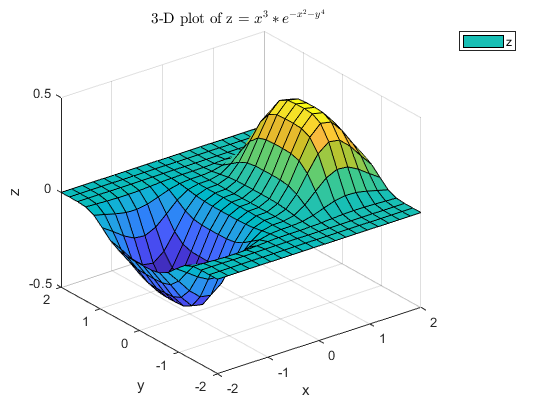 3-D plot of z = $x^3 * e^{-x^2-y^4}$
z
0.5
0
-0.5
z
2
1
0
-1
-2
y
-2
-1
0
1
2
x